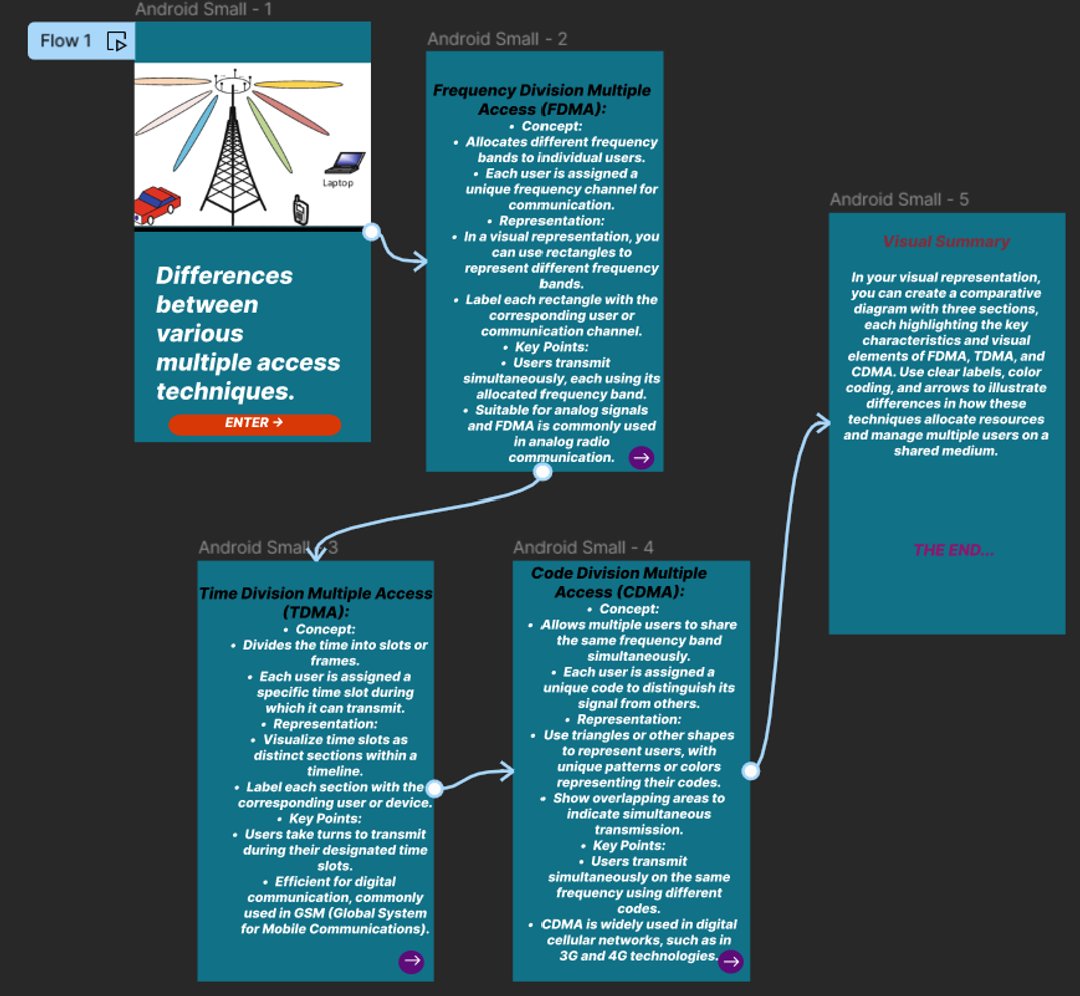 Android Small - 1
Flow 1
Laptop
Differences
between
various
multiple access
techniques.
ENTER →
Android Small - 2
Frequency Division Multiple
Access (FDMA):
• Concept:
• Allocates different frequency
bands to individual users.
• Each user is assigned a
unique frequency channel for
communication.
• Representation:
• In a visual representation, you
can use rectangles to
represent different frequency
bands.
• Label each rectangle with the
corresponding user or
communication channel.
• Key Points:
• Users transmit
simultaneously, each using its
allocated frequency band.
• Suitable for analog signals
and FDMA is commonly used
in analog radio
communication.
Android Small - 3
Time Division Multiple Access
(TDMA):
• Concept:
• Divides the time into slots or
frames.
• Each user is assigned a
specific time slot during
which it can transmit.
• Representation:
• Visualize time slots as
distinct sections within a
timeline.
• Label each section with the
corresponding user or device.
• Key Points:
• Users take turns to transmit
during their designated time
slots.
• Efficient for digital
communication, commonly
used in GSM (Global System
for Mobile Communications).
Android Small - 4
Code Division Multiple
Access (CDMA):
• Concept:
• Allows multiple users to share
the same frequency band
simultaneously.
• Each user is assigned a
unique code to distinguish its
signal from others.
• Representation:
• Use triangles or other shapes
to represent users, with
unique patterns or colors
representing their codes.
• Show overlapping areas to
indicate simultaneous
transmission.
• Key Points:
• Users transmit
simultaneously on the same
frequency using different
codes.
• CDMA is widely used in digital
cellular networks, such as in
3G and 4G technologies.
Android Small - 5
Visual Summary
In your visual representation,
you can create a comparative
diagram with three sections,
each highlighting the key
characteristics and visual
elements of FDMA, TDMA, and
CDMA. Use clear labels, color
coding, and arrows to illustrate
differences in how these
techniques allocate resources
and manage multiple users on a
shared medium.
THE END...